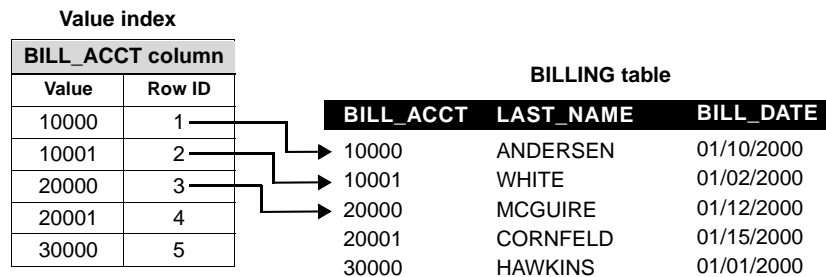 Value index
BILL_ACCT column
Value Row ID
10000 1
10001 2
20000 3
20001 4
30000 5
BILLING table
BILL_ACCT LAST_NAME BILL_DATE
10000 ANDERSEN 01/10/2000
10001 WHITE 01/02/2000
20000 MCGUIRE 01/12/2000
20001 CORNFELD 01/15/2000
30000 HAWKINS 01/01/2000